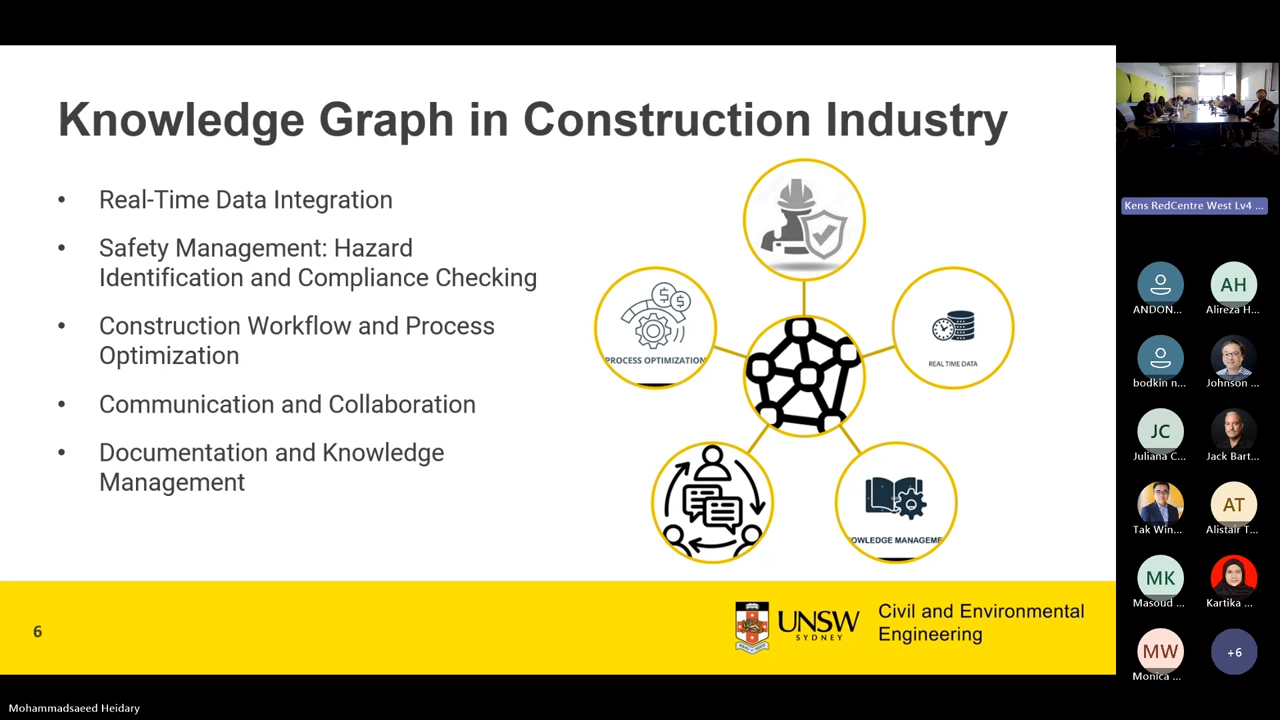 Knowledge Graph in Construction Industry
• Real-Time Data Integration
• Safety Management: Hazard
Identification and Compliance Checking
• Construction Workflow and Process
Optimization
• Communication and Collaboration
• Documentation and Knowledge
Management
PROCESS OPTIMIZATION
REAL TIME DATA
OWLEDGE MANAGEME
6
UNSW
SYDNEY
Civil and Environmental
Engineering
Kens RedCentre West Lv4 ...
ANDON...
AH
Alireza H...
bodkin n...
Johnson ...
JC
Juliana C...
Jack Bart...
Tak Win...
AT
Alistair T...
MK
Masoud ...
Kartika ...
MW
Monica ...
+6
Mohammadsaeed Heidary